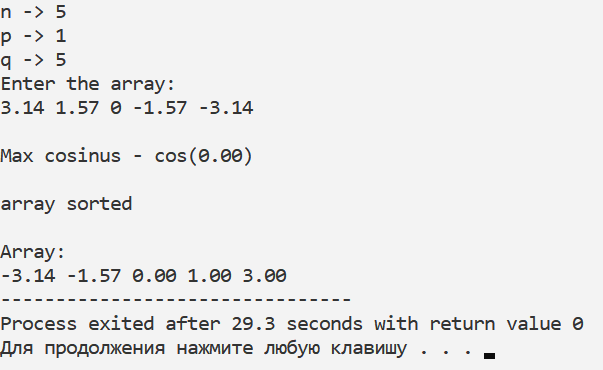 n -> 5
p -> 1
q -> 5
Enter the array:
3.14 1.57 0 -1.57 -3.14
Max cosinus - cos(0.00)
array sorted
Array:
-3.14 -1.57 0.00 1.00 3.00
--------------------------------
Process exited after 29.3 seconds with return value 0
Для продолжения нажмите любую клавишу . . .